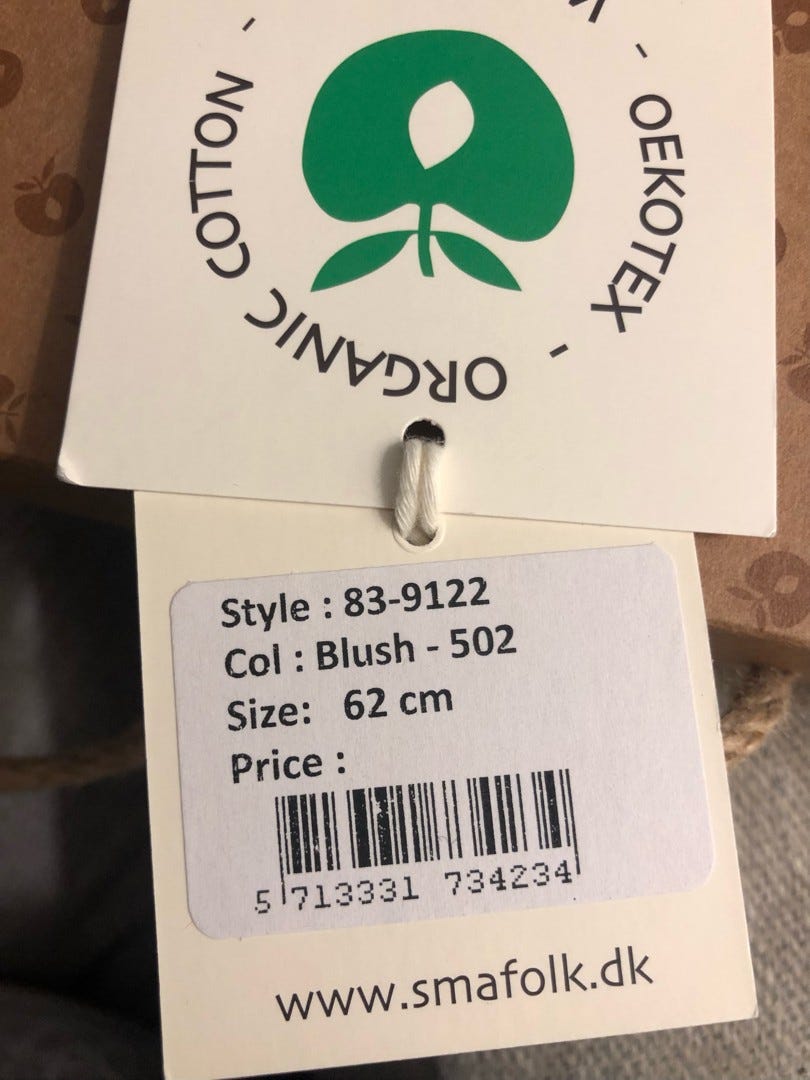 ORGANIC COTTON - 
- OEKOTEX -
Style : 83-9122
Col : Blush - 502
Size: 62 cm
Price :
5 713331 734234
www.smafolk.dk